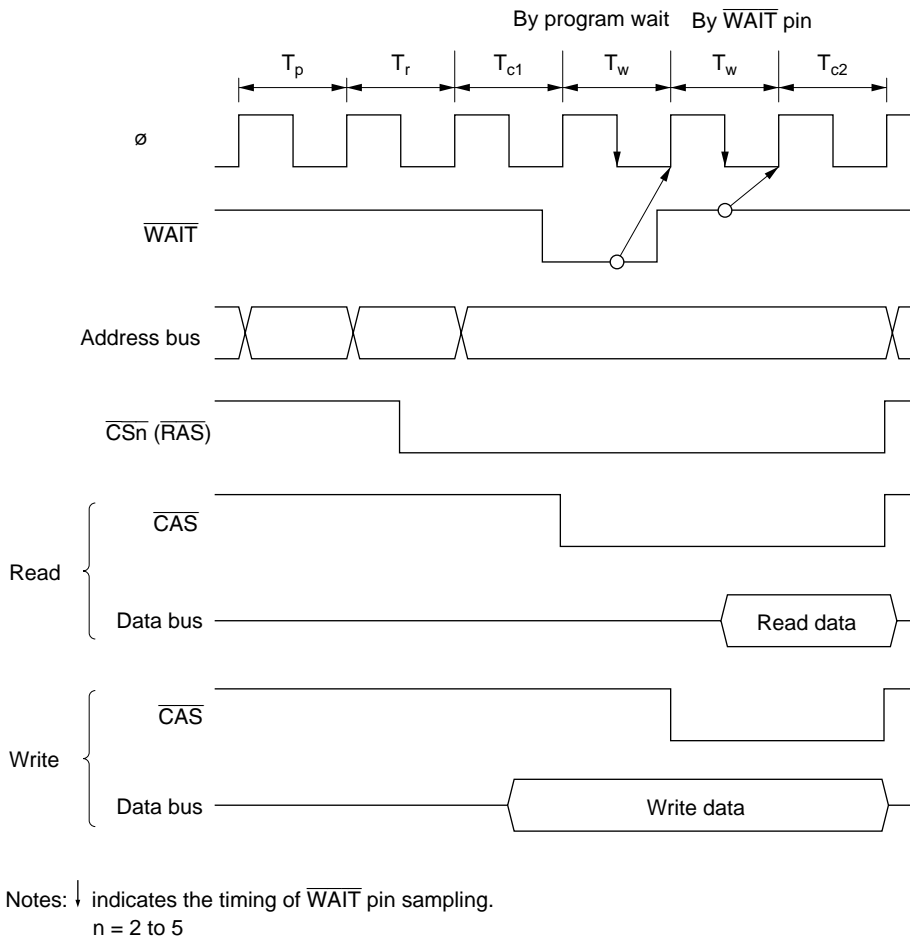 By program wait By WAIT pin
Tp Tr Tc1 Tw Tw Tc2
ø
WAIT
Address bus
CSn (RAS)
CAS
Read
Data bus Read data
CAS
Write
Data bus Write data
Notes: ↓ indicates the timing of WAIT pin sampling.
n = 2 to 5